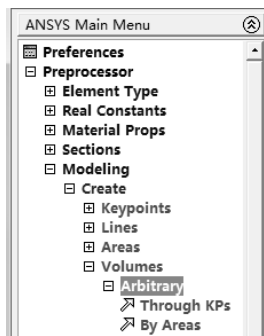 ANSYS Main Menu
Preferences
Preprocessor
Element Type
Real Constants
Material Props
Sections
Modeling
Create
Keypoints
Lines
Areas
Volumes
Arbitrary
Through KPs
By Areas